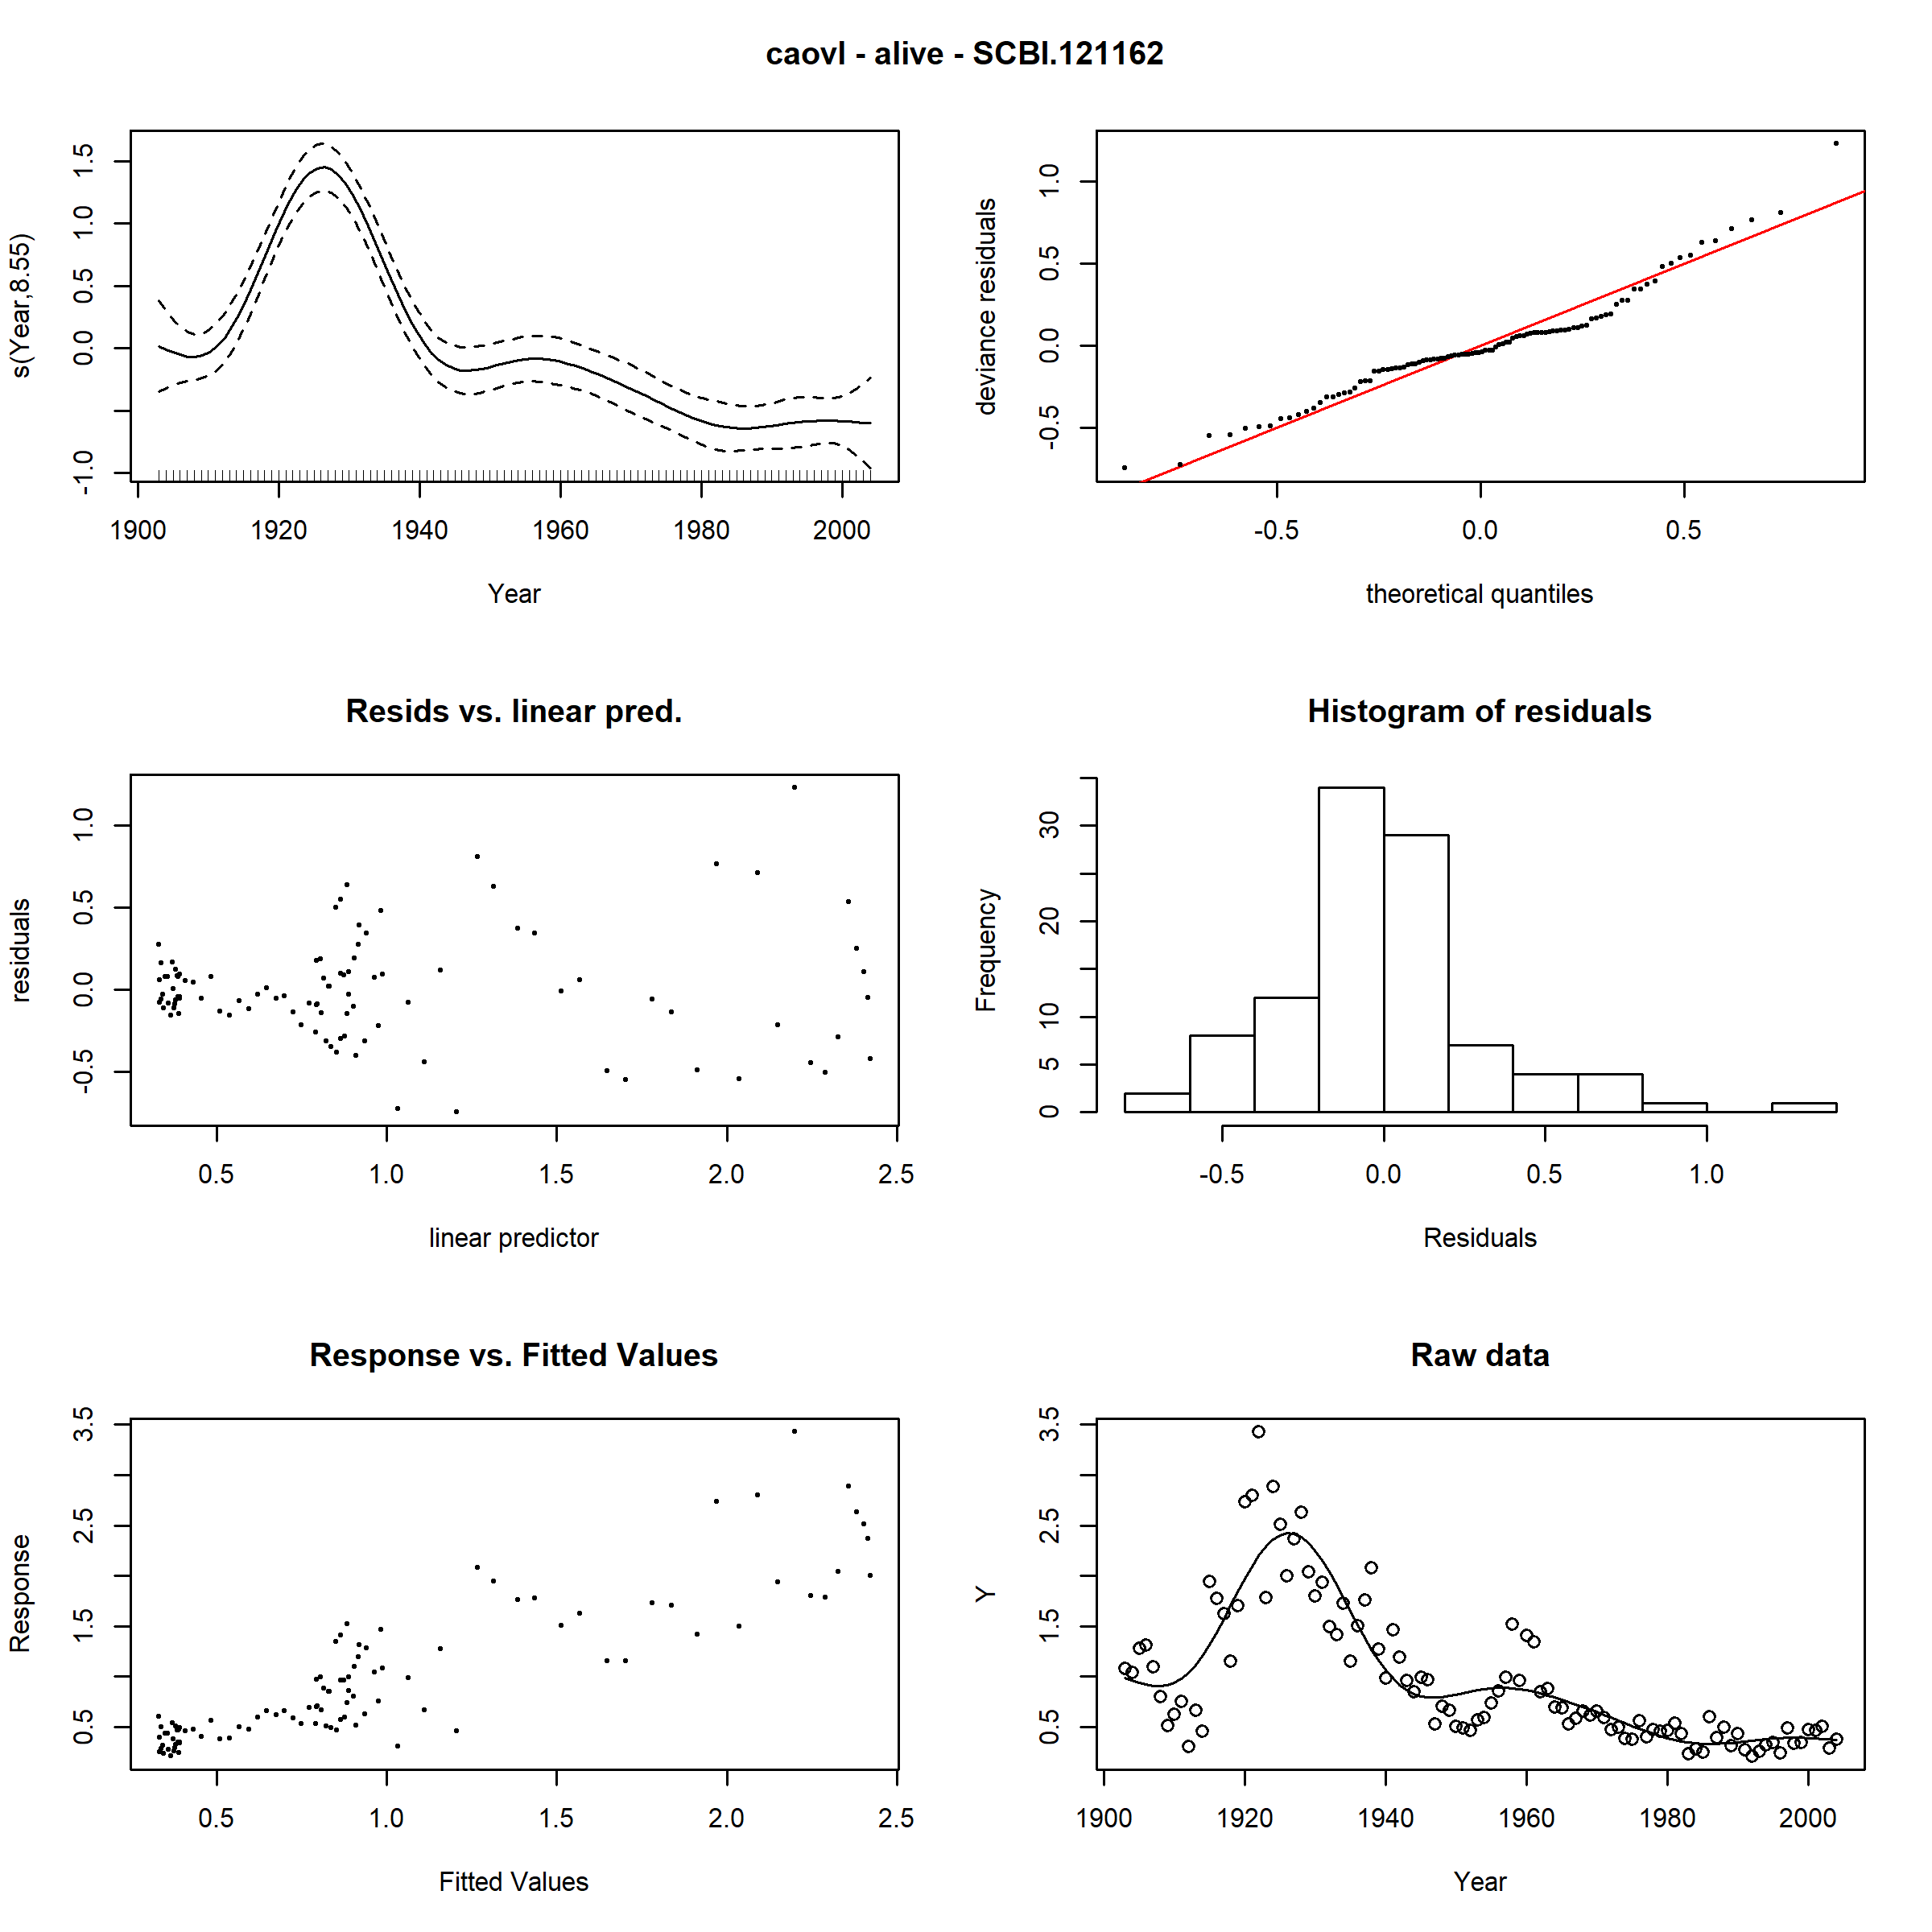 caovl - alive - SCBI.121162
s(Year,8.55)
-1.0 0.0 0.5 1.0 1.5
1900 1920 1940 1960 1980 2000
Year
deviance residuals
-0.5 0.0 0.5 1.0
-0.5 0.0 0.5
theoretical quantiles
Resids vs. linear pred.
residuals
-0.5 0.0 0.5 1.0
0.5 1.0 1.5 2.0 2.5
linear predictor
Histogram of residuals
Frequency
0 5 10 20 30
-0.5 0.0 0.5 1.0
Residuals
Response vs. Fitted Values
Response
0.5 1.5 2.5 3.5
0.5 1.0 1.5 2.0 2.5
Fitted Values
Raw data
Y
0.5 1.5 2.5 3.5
1900 1920 1940 1960 1980 2000
Year